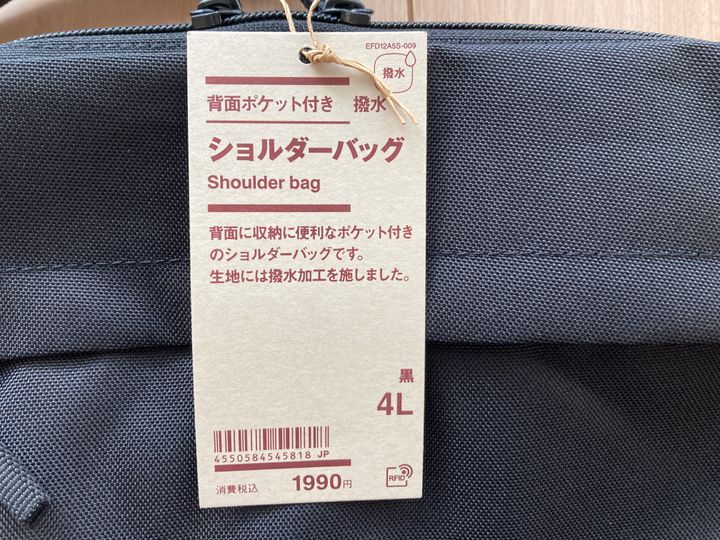 EFD12A5S-009
撥水
背面ポケット付き 撥水
ショルダーバッグ
Shoulder bag
背面に収納に便利なポケット付き
のショルダーバッグです。
生地には撥水加工を施しました。
黒
4L
4550584545818 JP
消費税込 1990円
RFID